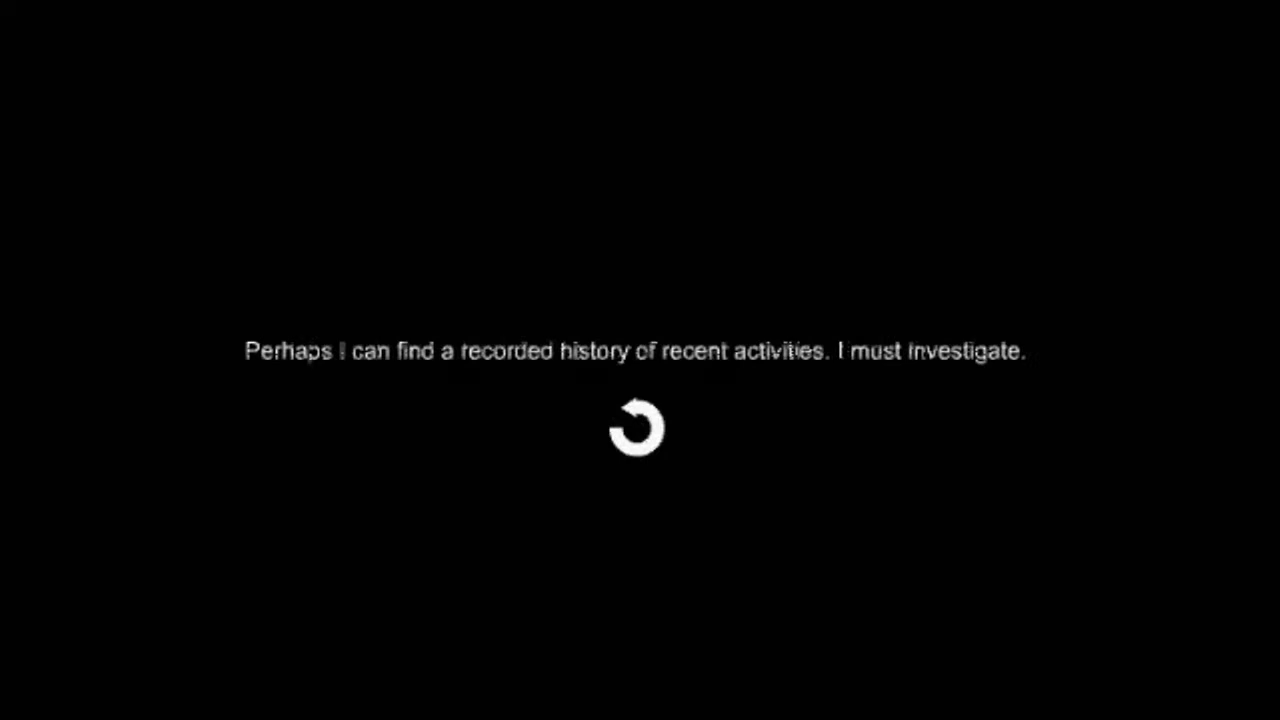 Perhaps I can find a recorded history of recent activities. I must investigate.